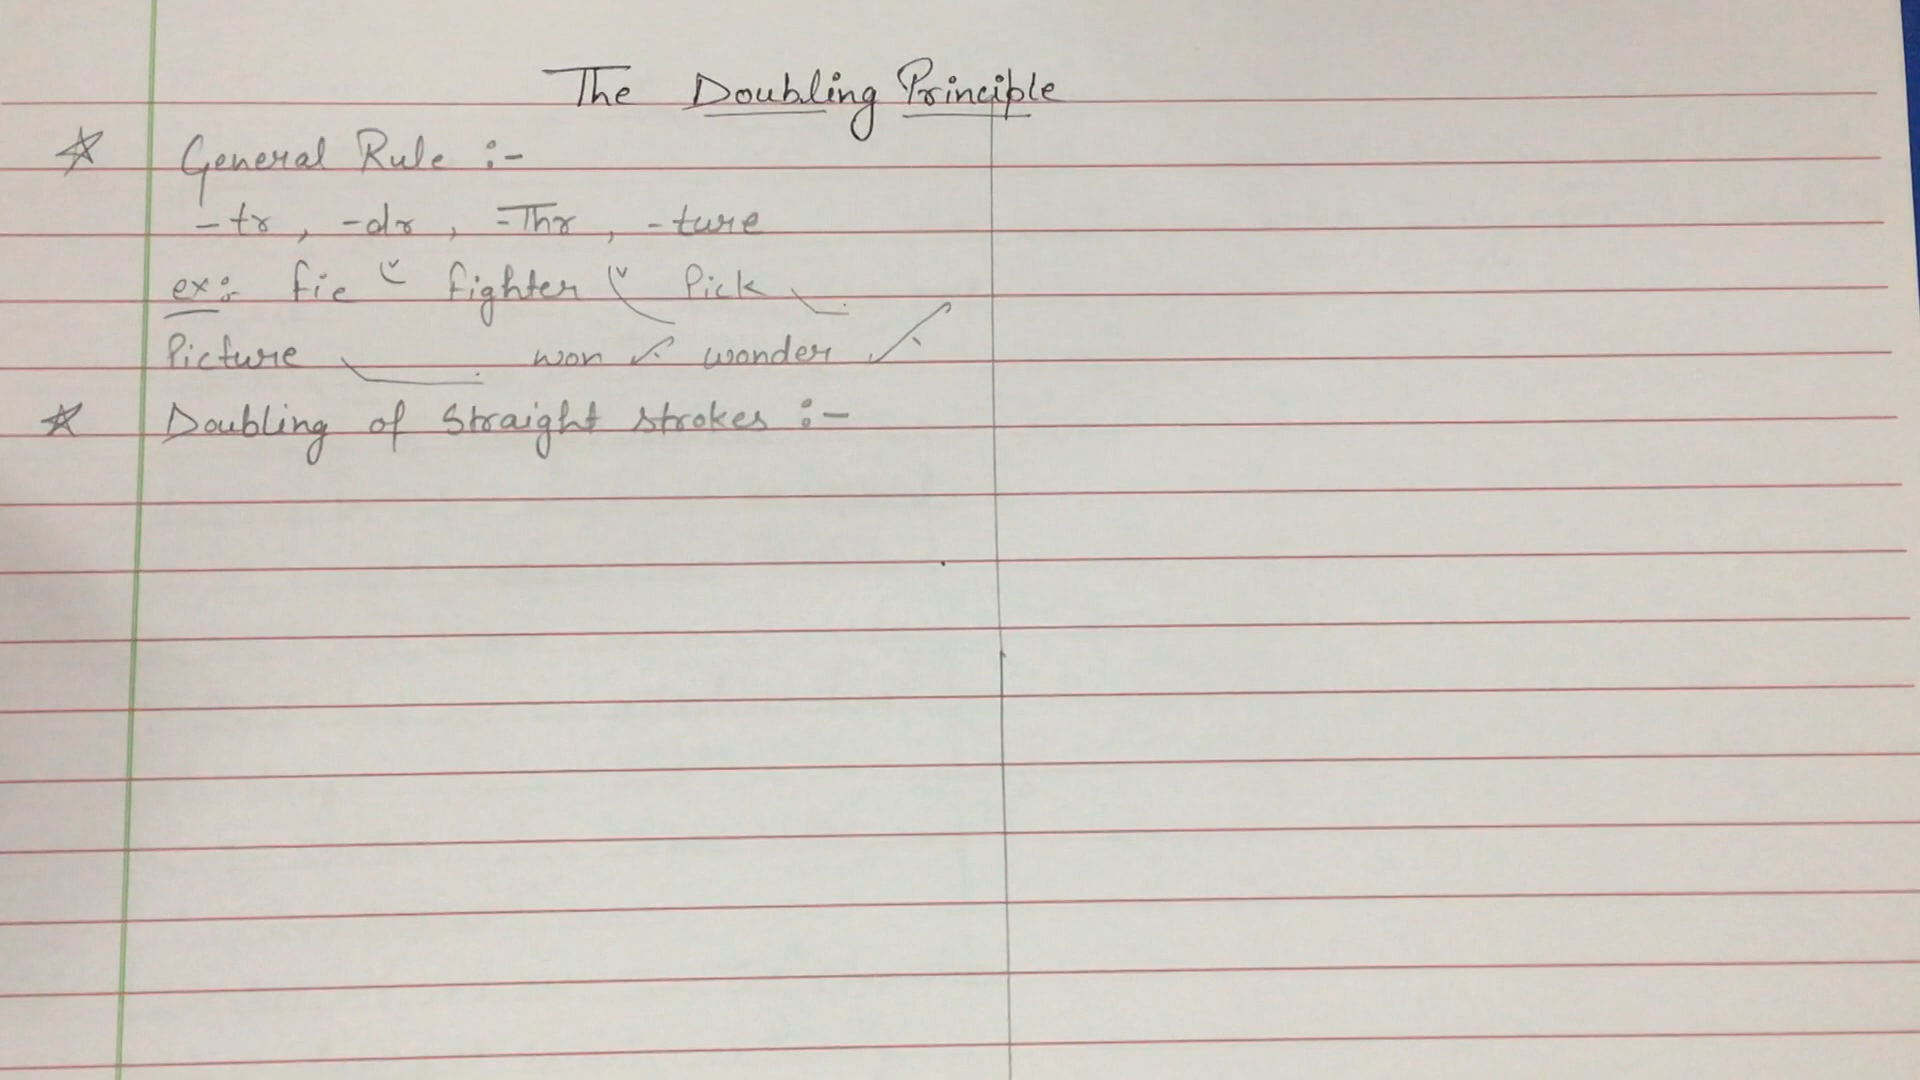 The Doubling Principle
General Rule :-
-tr, -dr, -Thr, -ture
ex:- fie fighter Pick
Picture won wonder
Doubling of Straight strokes :-